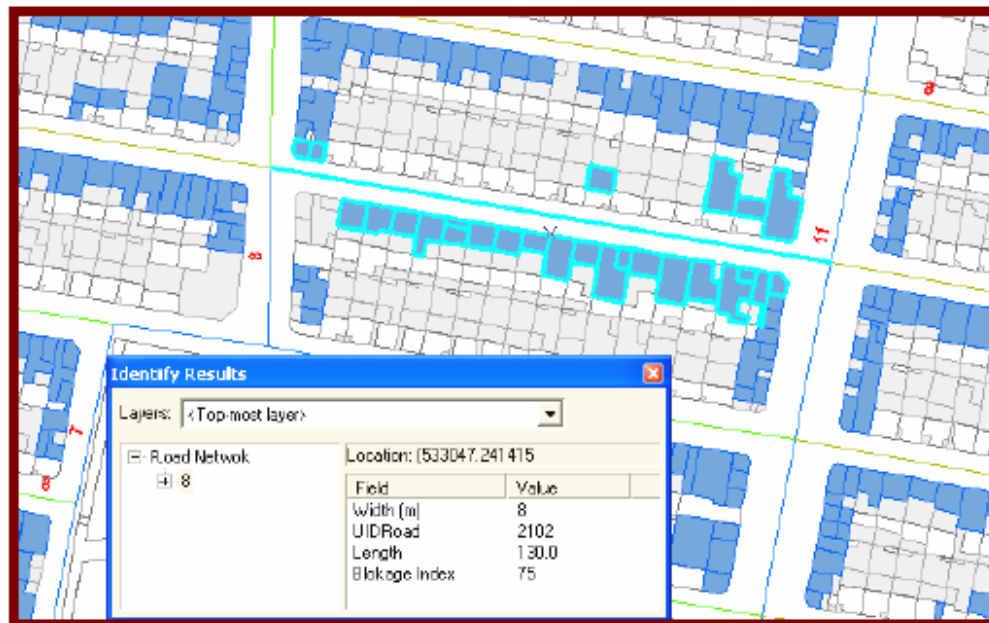 8
11
8
7
8
Identify Results
Layers: <Top-most layer>
Road Netwok
8
Location: (533047.241415
Field Value
Width (m) 8
UIDRoad 2102
Length 130.0
Blokage Index 75